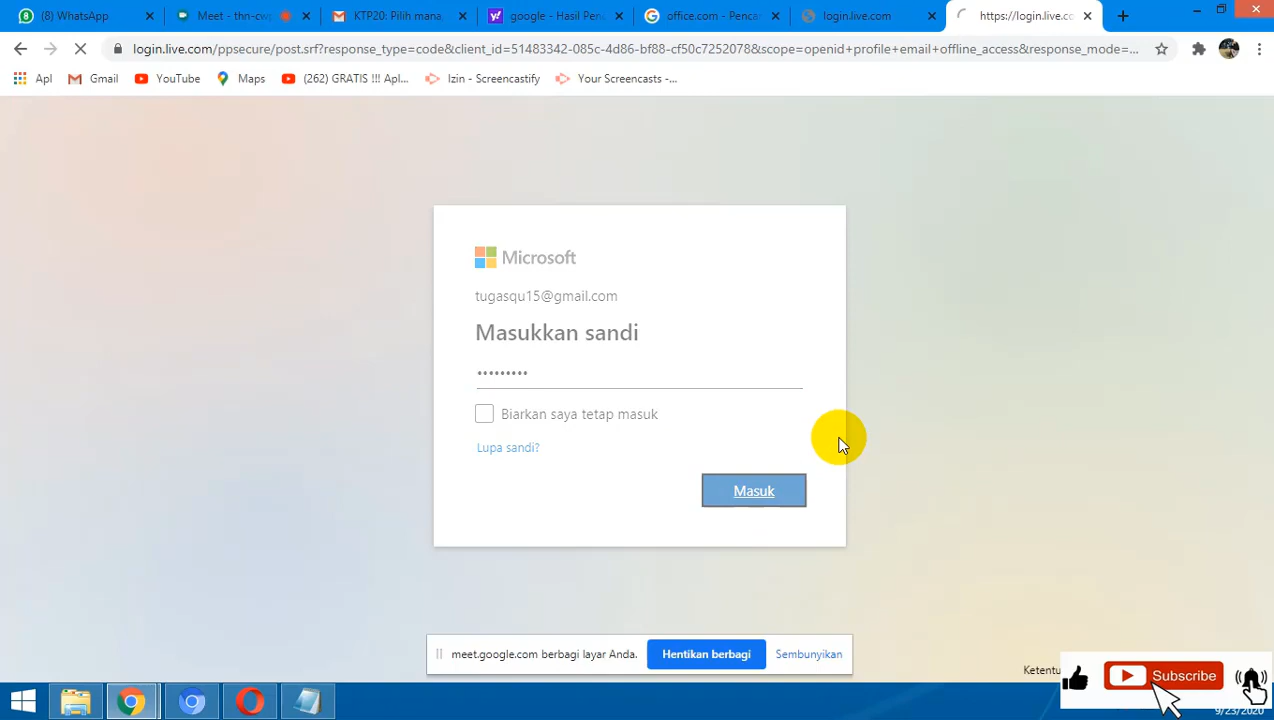 (8) WhatsApp
Meet - thn-cwp
KTP20: Pilih mana,
google - Hasil Pen
office.com - Pencar
login.live.com
https://login.live.co
login.live.com/ppsecure/post.srf?response_type=code&client_id=51483342-085c-4d86-bf88-cf50c7252078&scope=openid+profile+email+offline_access&response_mode=...
Apl
Gmail
YouTube
Maps
(262) GRATIS !!! Apl...
Izin - Screencastify
Your Screencasts -...
Microsoft
tugasqu15@gmail.com
Masukkan sandi
•••••••••
Biarkan saya tetap masuk
Lupa sandi?
Masuk
meet.google.com berbagi layar Anda.
Hentikan berbagi
Sembunyikan
Subscribe
9/23/2020